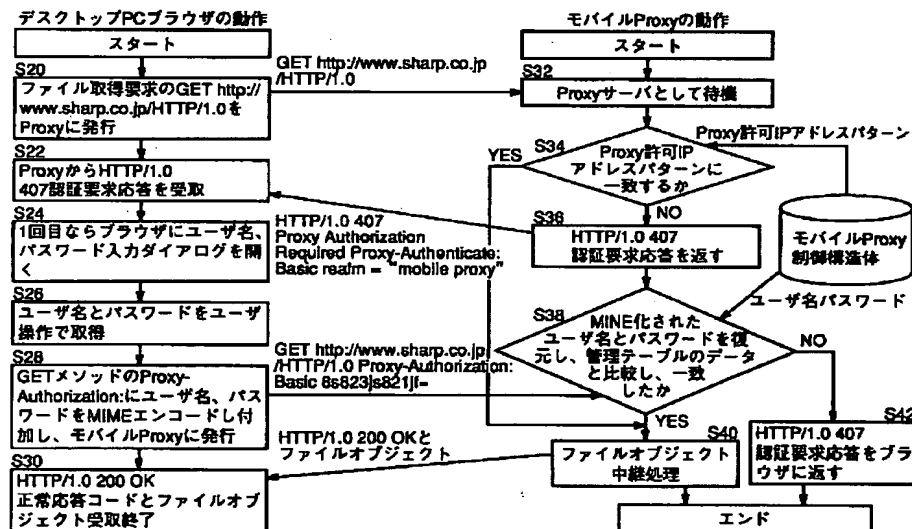 デスクトップPCブラウザの動作
スタート
S20
ファイル取得要求のGET http://
www.sharp.co.jp/HTTP/1.0を
Proxyに発行
S22
ProxyからHTTP/1.0
407認証要求応答を受取
S24
1回目ならブラウザにユーザ名、
パスワード入力ダイアログを開
く
S26
ユーザ名とパスワードをユーザ
操作で取得
S28
GETメソッドのProxy-
Authorization:にユーザ名、パス
ワードをMIMEエンコードし付
加し、モバイルProxyに発行
S30
HTTP/1.0 200 OK
正常応答コードとファイルオブ
ジェクト受取終了
GET http://www.sharp.co.jp
/HTTP/1.0
HTTP/1.0 407
Proxy Authorization
Required Proxy-Authenticate:
Basic realm = "mobile proxy"
GET http://www.sharp.co.jp
/HTTP/1.0 Proxy-Authorization:
Basic 8s823js821jf=
HTTP/1.0 200 OKと
ファイルオブジェクト
モバイルProxyの動作
スタート
S32
Proxyサーバとして待機
S34
Proxy許可IP
アドレスパターンに
一致するか
YES
NO
Proxy許可IPアドレスパターン
S36
HTTP/1.0 407
認証要求応答を返す
モバイルProxy
制御構造体
ユーザ名パスワード
S38
MINE化された
ユーザ名とパスワードを復
元し、管理テーブルのデータ
と比較し、一致
したか
NO
YES
S40
ファイルオブジェクト
中継処理
S42
HTTP/1.0 407
認証要求応答をブラ
ウザに返す
エンド